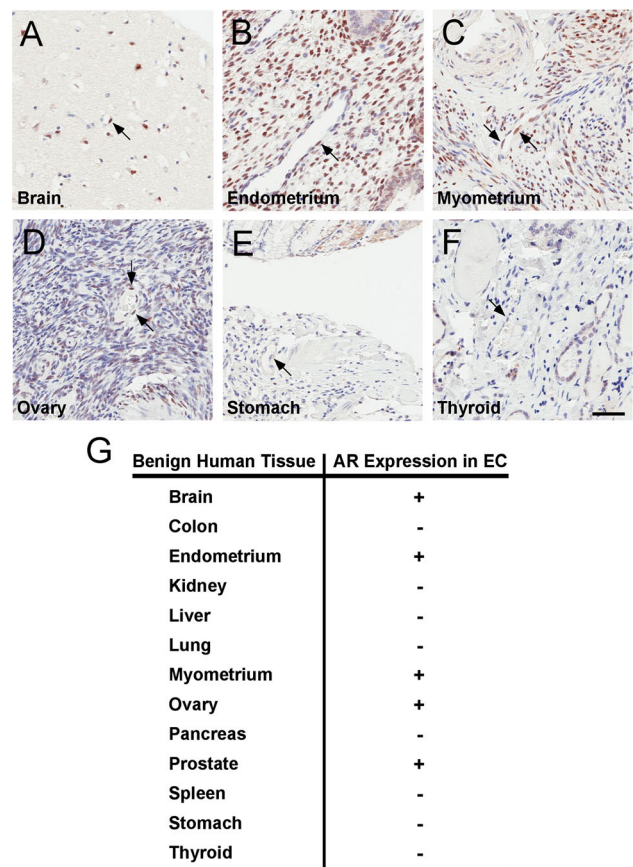 A
B
C
Brain
Endometrium
Myometrium
D
E
F
Ovary
Stomach
Thyroid
G
Benign Human Tissue AR Expression in EC
Brain +
Colon -
Endometrium +
Kidney -
Liver -
Lung -
Myometrium +
Ovary +
Pancreas -
Prostate +
Spleen -
Stomach -
Thyroid -